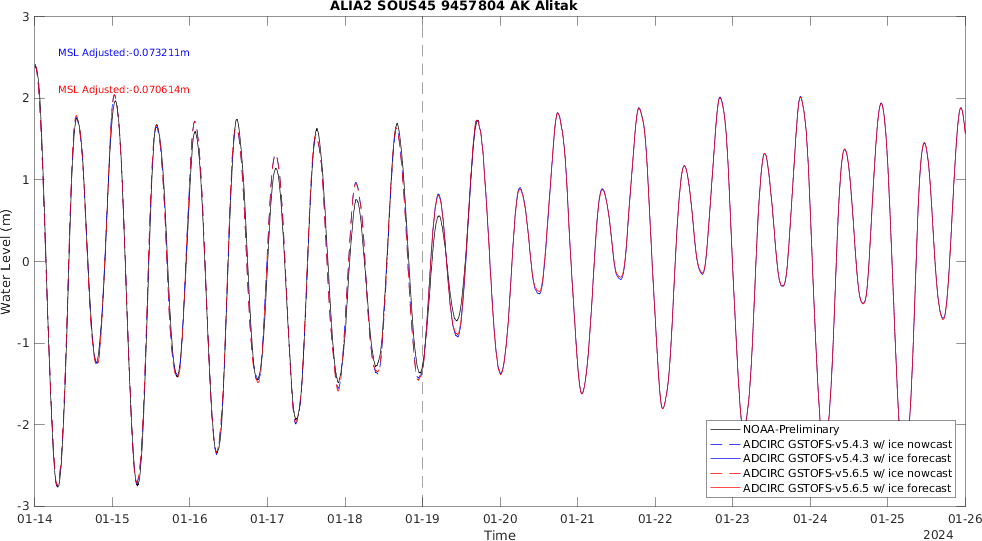 ALIA2 SOUS45 9457804 AK Alitak
3
2
1
0
-1
-2
-3
Water Level (m)
MSL Adjusted:-0.073211m
MSL Adjusted:-0.070614m
NOAA-Preliminary
ADCIRC GSTOFS-v5.4.3 w/ ice nowcast
ADCIRC GSTOFS-v5.4.3 w/ ice forecast
ADCIRC GSTOFS-v5.6.5 w/ ice nowcast
ADCIRC GSTOFS-v5.6.5 w/ ice forecast
01-14 01-15 01-16 01-17 01-18 01-19 01-20 01-21 01-22 01-23 01-24 01-25 01-26
Time
2024